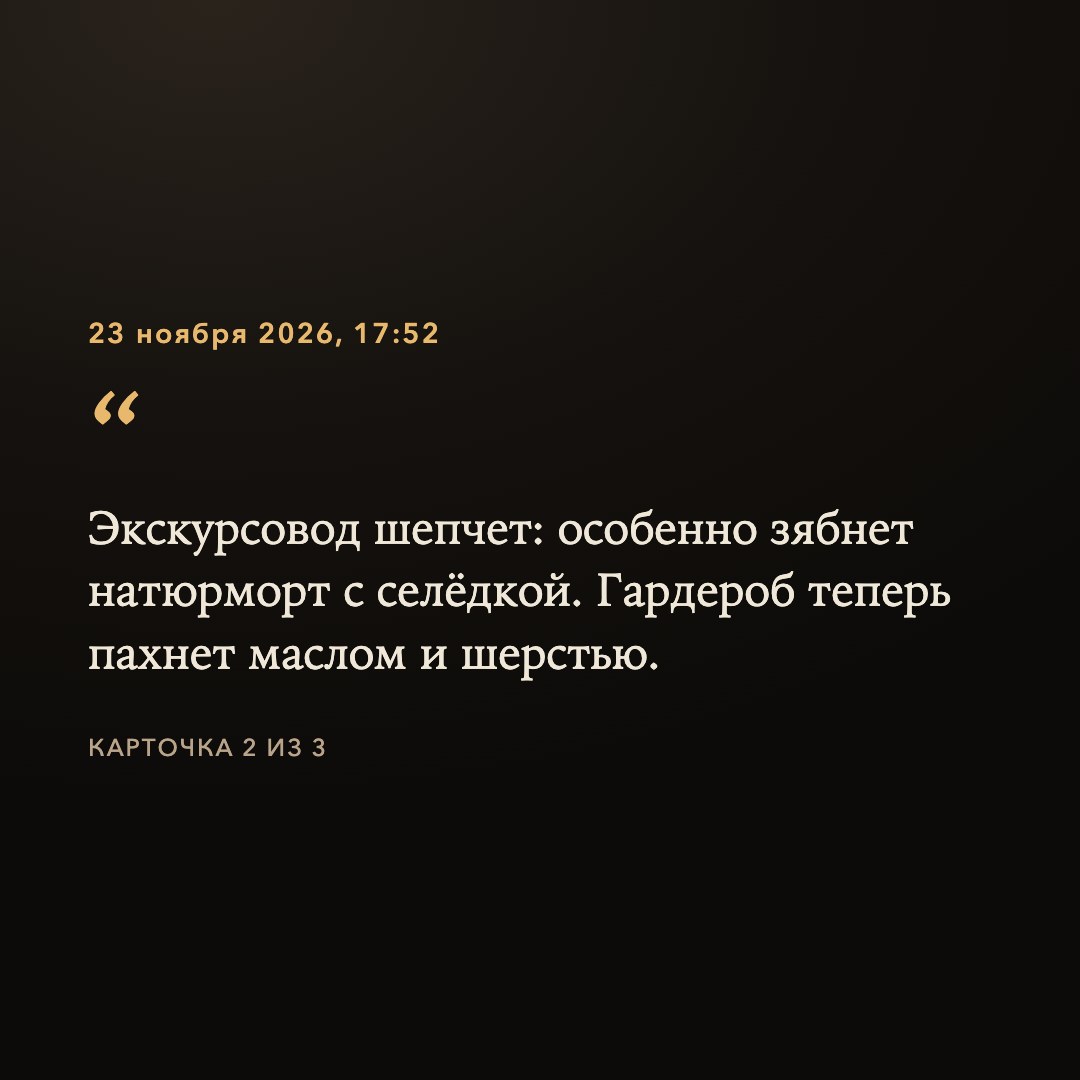 23 ноября 2026, 17:52
“
Экскурсовод шепчет: особенно зябнет
натюрморт с селёдкой. Гардероб теперь
пахнет маслом и шерстью.
КАРТОЧКА 2 ИЗ 3